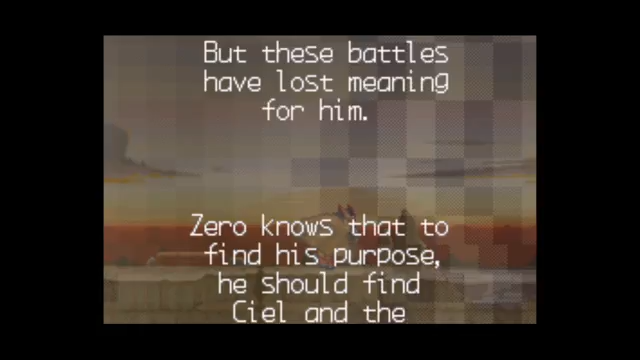 But these battles
have lost meaning
for him.
Zero knows that to
find his purpose,
he should find
Ciel and the